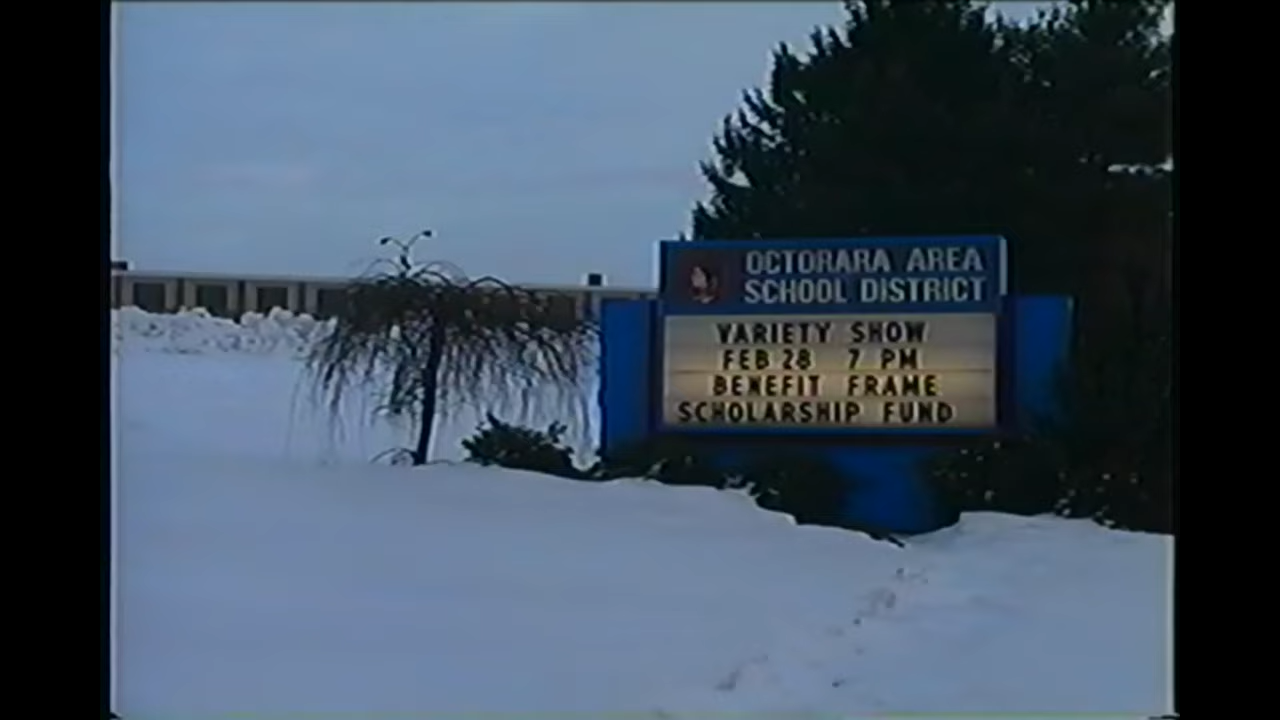 OCTORARA AREA
SCHOOL DISTRICT
VARIETY SHOW
FEB 28 7 PM
BENEFIT FRAME
SCHOLARSHIP FUND